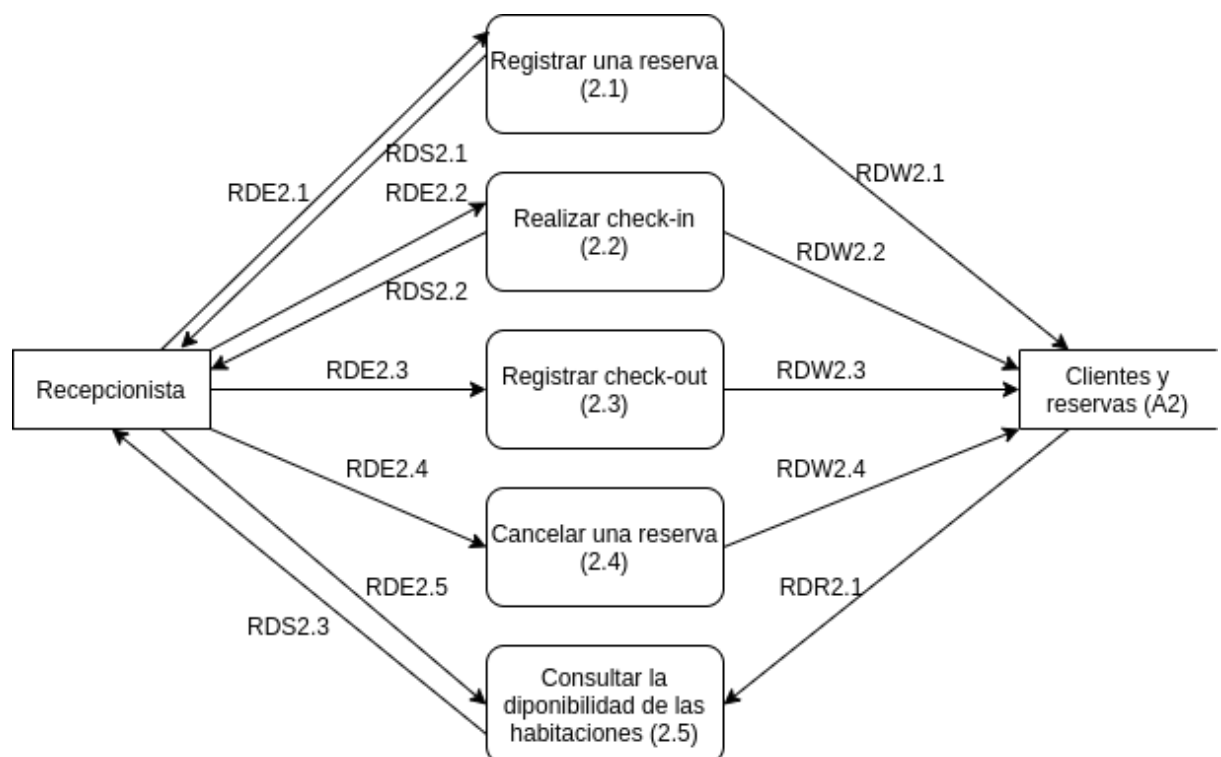 Registrar una reserva
(2.1)
RDS2.1
RDE2.1
RDE2.2
RDW2.1
Realizar check-in
(2.2)
RDW2.2
RDS2.2
Recepcionista
RDE2.3
Registrar check-out
(2.3)
RDW2.3
Clientes y
reservas (A2)
RDE2.4
RDW2.4
Cancelar una reserva
(2.4)
RDE2.5
RDR2.1
RDS2.3
Consultar la
diponibilidad de las
habitaciones (2.5)